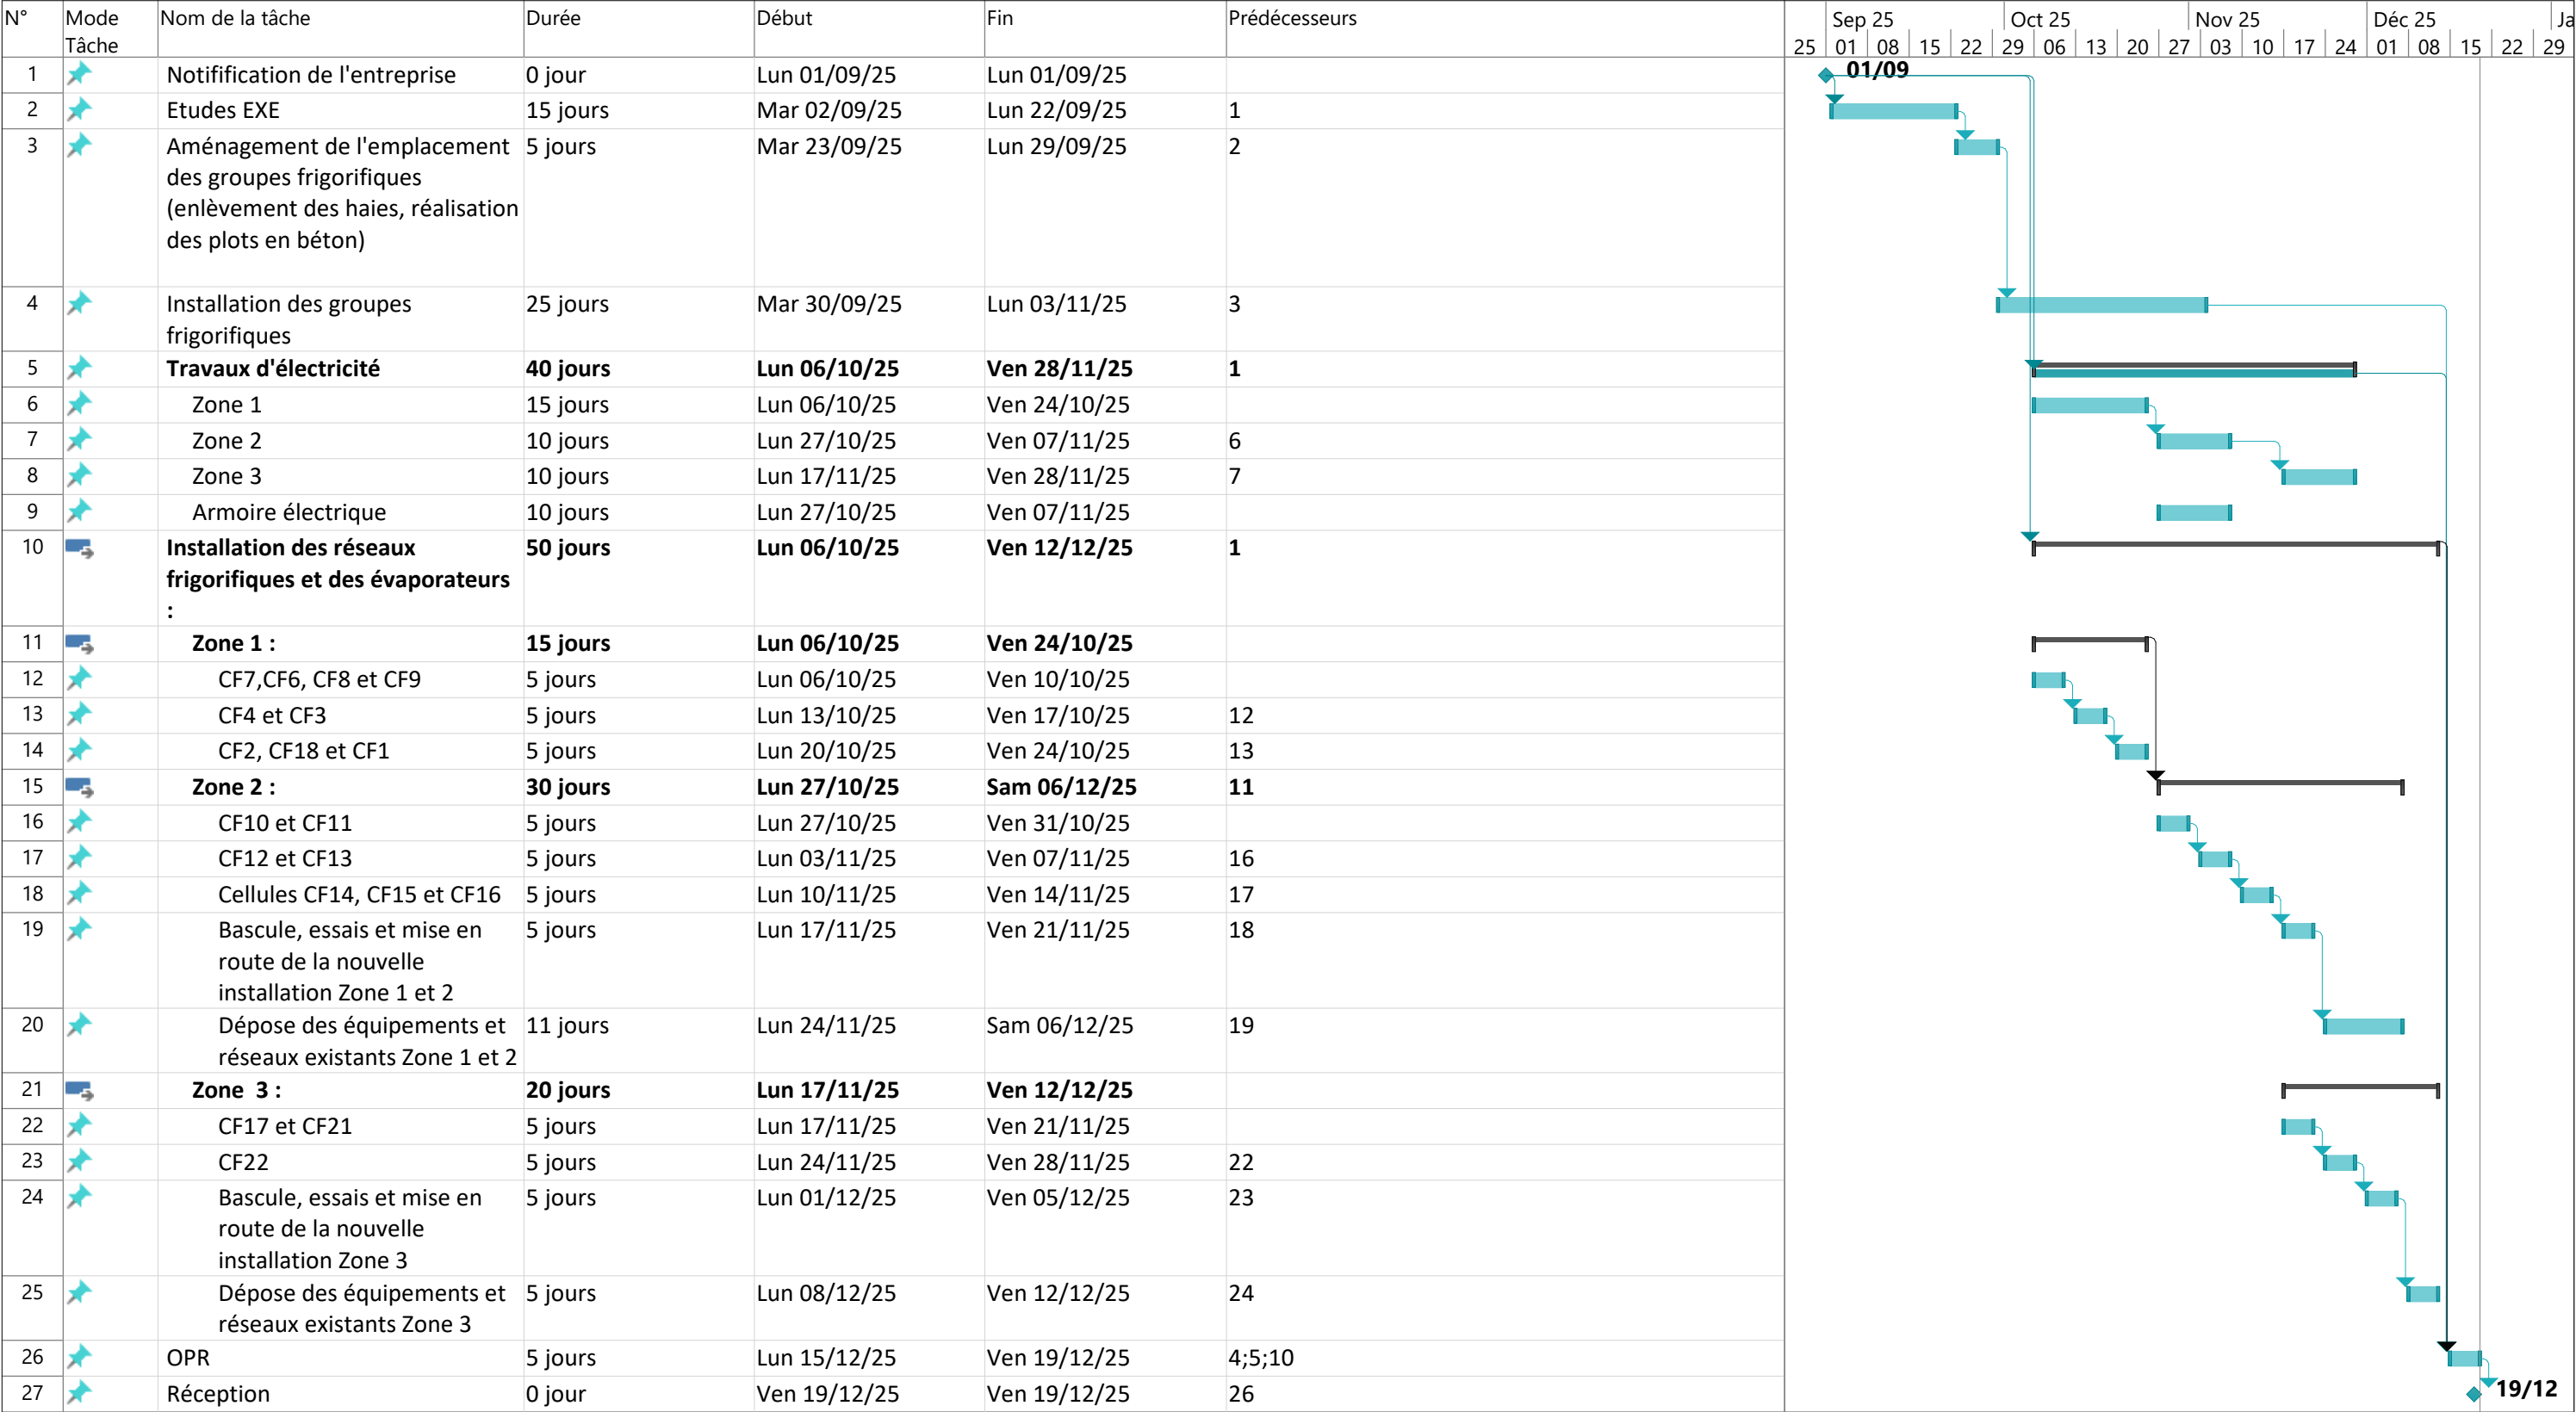 N° Mode Tâche Nom de la tâche Durée Début Fin Prédécesseurs
Sep 25 Oct 25 Nov 25 Déc 25 Ja
25 01 08 15 22 29 06 13 20 27 03 10 17 24 01 08 15 22 29
1 Notifification de l'entreprise 0 jour Lun 01/09/25 Lun 01/09/25
01/09
2 Etudes EXE 15 jours Mar 02/09/25 Lun 22/09/25 1
3 Aménagement de l'emplacement 5 jours Mar 23/09/25 Lun 29/09/25 2
des groupes frigorifiques
(enlèvement des haies, réalisation
des plots en béton)
4 Installation des groupes 25 jours Mar 30/09/25 Lun 03/11/25 3
frigorifiques
5 Travaux d'électricité 40 jours Lun 06/10/25 Ven 28/11/25 1
6 Zone 1 15 jours Lun 06/10/25 Ven 24/10/25
7 Zone 2 10 jours Lun 27/10/25 Ven 07/11/25 6
8 Zone 3 10 jours Lun 17/11/25 Ven 28/11/25 7
9 Armoire électrique 10 jours Lun 27/10/25 Ven 07/11/25
10 Installation des réseaux 50 jours Lun 06/10/25 Ven 12/12/25 1
frigorifiques et des évaporateurs
:
11 Zone 1 : 15 jours Lun 06/10/25 Ven 24/10/25
12 CF7,CF6, CF8 et CF9 5 jours Lun 06/10/25 Ven 10/10/25
13 CF4 et CF3 5 jours Lun 13/10/25 Ven 17/10/25 12
14 CF2, CF18 et CF1 5 jours Lun 20/10/25 Ven 24/10/25 13
15 Zone 2 : 30 jours Lun 27/10/25 Sam 06/12/25 11
16 CF10 et CF11 5 jours Lun 27/10/25 Ven 31/10/25
17 CF12 et CF13 5 jours Lun 03/11/25 Ven 07/11/25 16
18 Cellules CF14, CF15 et CF16 5 jours Lun 10/11/25 Ven 14/11/25 17
19 Bascule, essais et mise en 5 jours Lun 17/11/25 Ven 21/11/25 18
route de la nouvelle
installation Zone 1 et 2
20 Dépose des équipements et 11 jours Lun 24/11/25 Sam 06/12/25 19
réseaux existants Zone 1 et 2
21 Zone 3 : 20 jours Lun 17/11/25 Ven 12/12/25
22 CF17 et CF21 5 jours Lun 17/11/25 Ven 21/11/25
23 CF22 5 jours Lun 24/11/25 Ven 28/11/25 22
24 Bascule, essais et mise en 5 jours Lun 01/12/25 Ven 05/12/25 23
route de la nouvelle
installation Zone 3
25 Dépose des équipements et 5 jours Lun 08/12/25 Ven 12/12/25 24
réseaux existants Zone 3
26 OPR 5 jours Lun 15/12/25 Ven 19/12/25 4;5;10
27 Réception 0 jour Ven 19/12/25 Ven 19/12/25 26
19/12